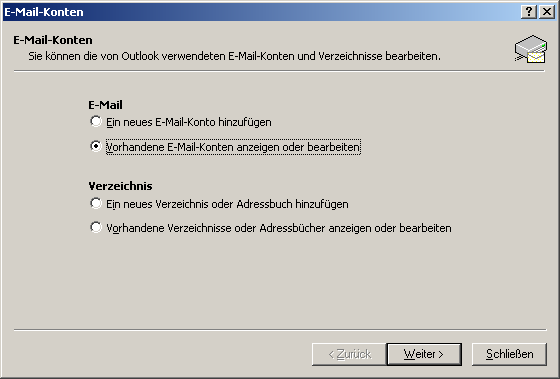 E-Mail-Konten
E-Mail-Konten
Sie können die von Outlook verwendeten E-Mail-Konten und Verzeichnisse bearbeiten.
E-Mail
Ein neues E-Mail-Konto hinzufügen
Vorhandene E-Mail-Konten anzeigen oder bearbeiten
Verzeichnis
Ein neues Verzeichnis oder Adressbuch hinzufügen
Vorhandene Verzeichnisse oder Adressbücher anzeigen oder bearbeiten
< Zurück Weiter > Schließen